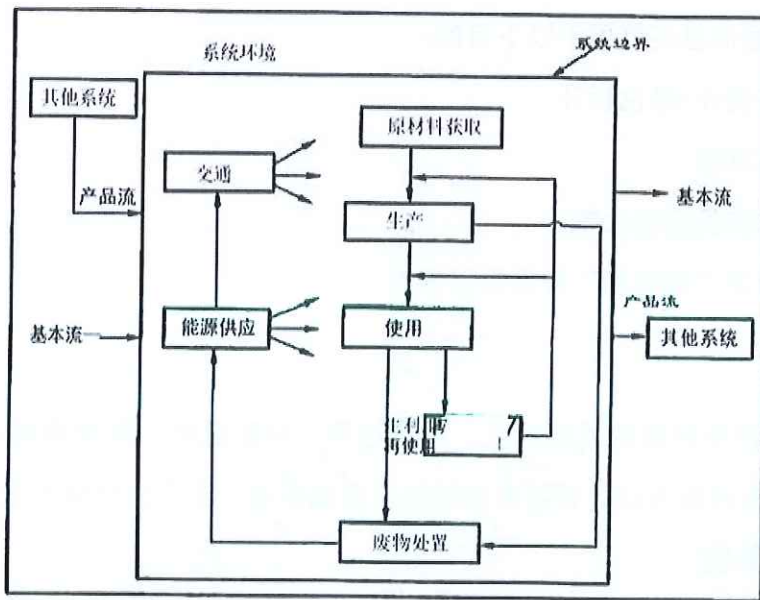 系统环境
系统边界
其他系统
原材料获取
交通
产品流
基本流
生产
产品流
能源供应
使用
基本流
其他系统
再使用
废物处置